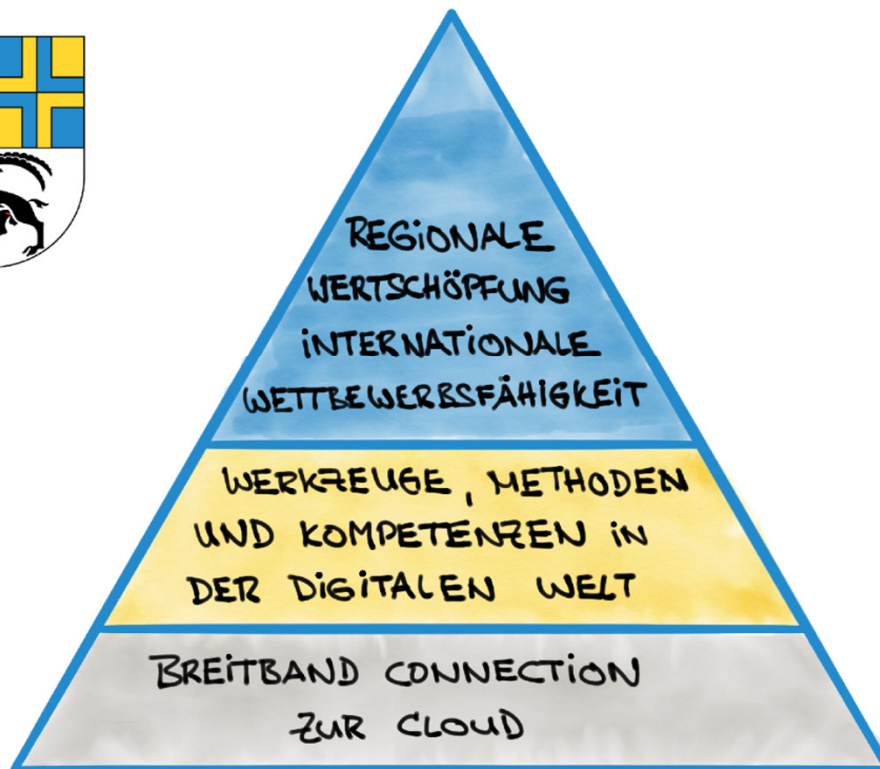 REGIONALE
WERTSCHÖPFUNG
INTERNATIONALE
WETTBEWERBSFÄHIGKEIT
WERKZEUGE, METHODEN
UND KOMPETENZEN IN
DER DIGITALEN WELT
BREITBAND CONNECTION
ZUR CLOUD